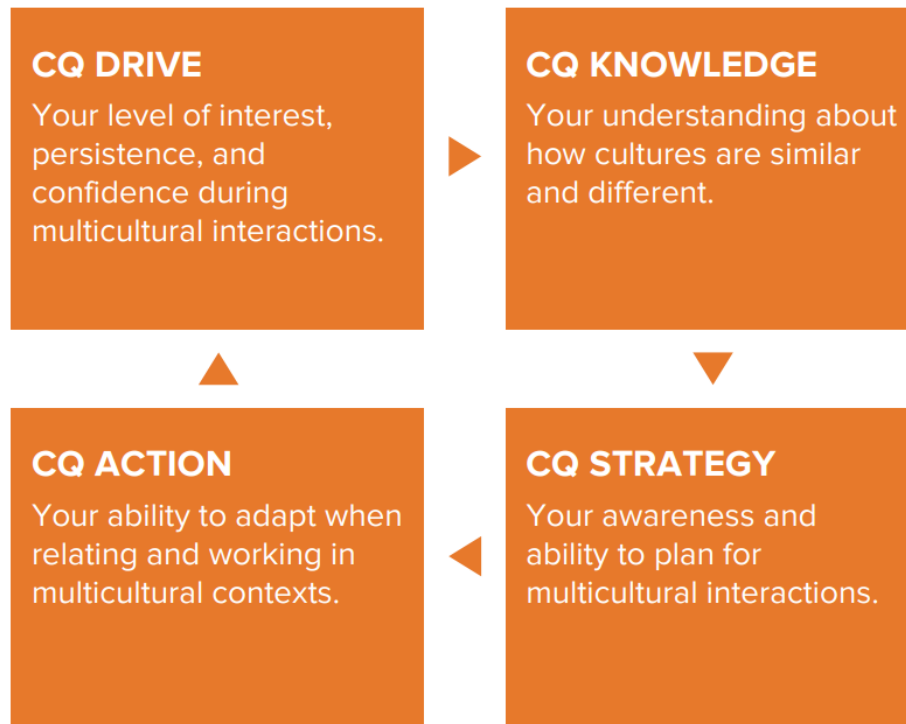 CQ DRIVE
Your level of interest,
persistence, and
confidence during
multicultural interactions.
CQ KNOWLEDGE
Your understanding about
how cultures are similar
and different.
CQ ACTION
Your ability to adapt when
relating and working in
multicultural contexts.
CQ STRATEGY
Your awareness and
ability to plan for
multicultural interactions.